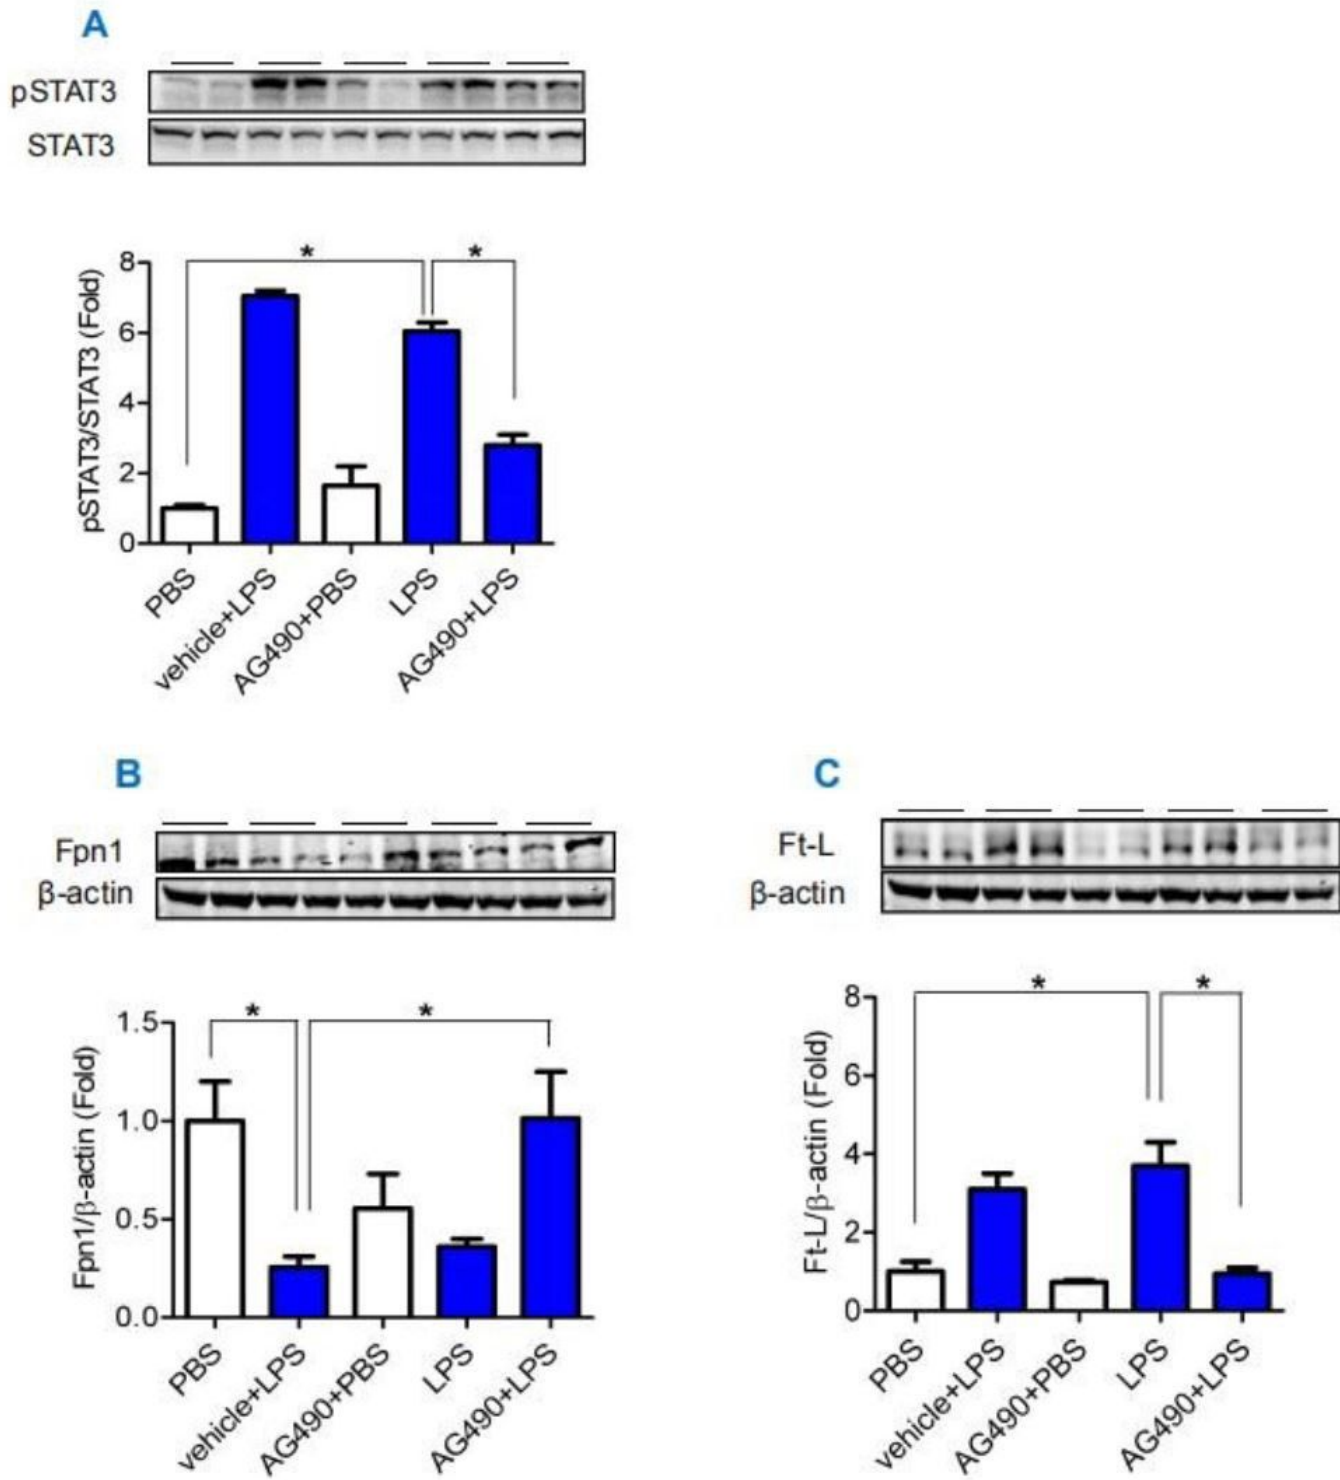 A
pSTAT3
STAT3
* *
8
6
4
2
0
pSTAT3/STAT3 (Fold)
PBS
vehicle+LPS
AG490+PBS
LPS
AG490+LPS
B
Fpn1
β-actin
* *
1.5
1.0
0.5
0.0
Fpn1/β-actin (Fold)
PBS
vehicle+LPS
AG490+PBS
LPS
AG490+LPS
C
Ft-L
β-actin
* *
8
6
4
2
0
Ft-L/β-actin (Fold)
PBS
vehicle+LPS
AG490+PBS
LPS
AG490+LPS